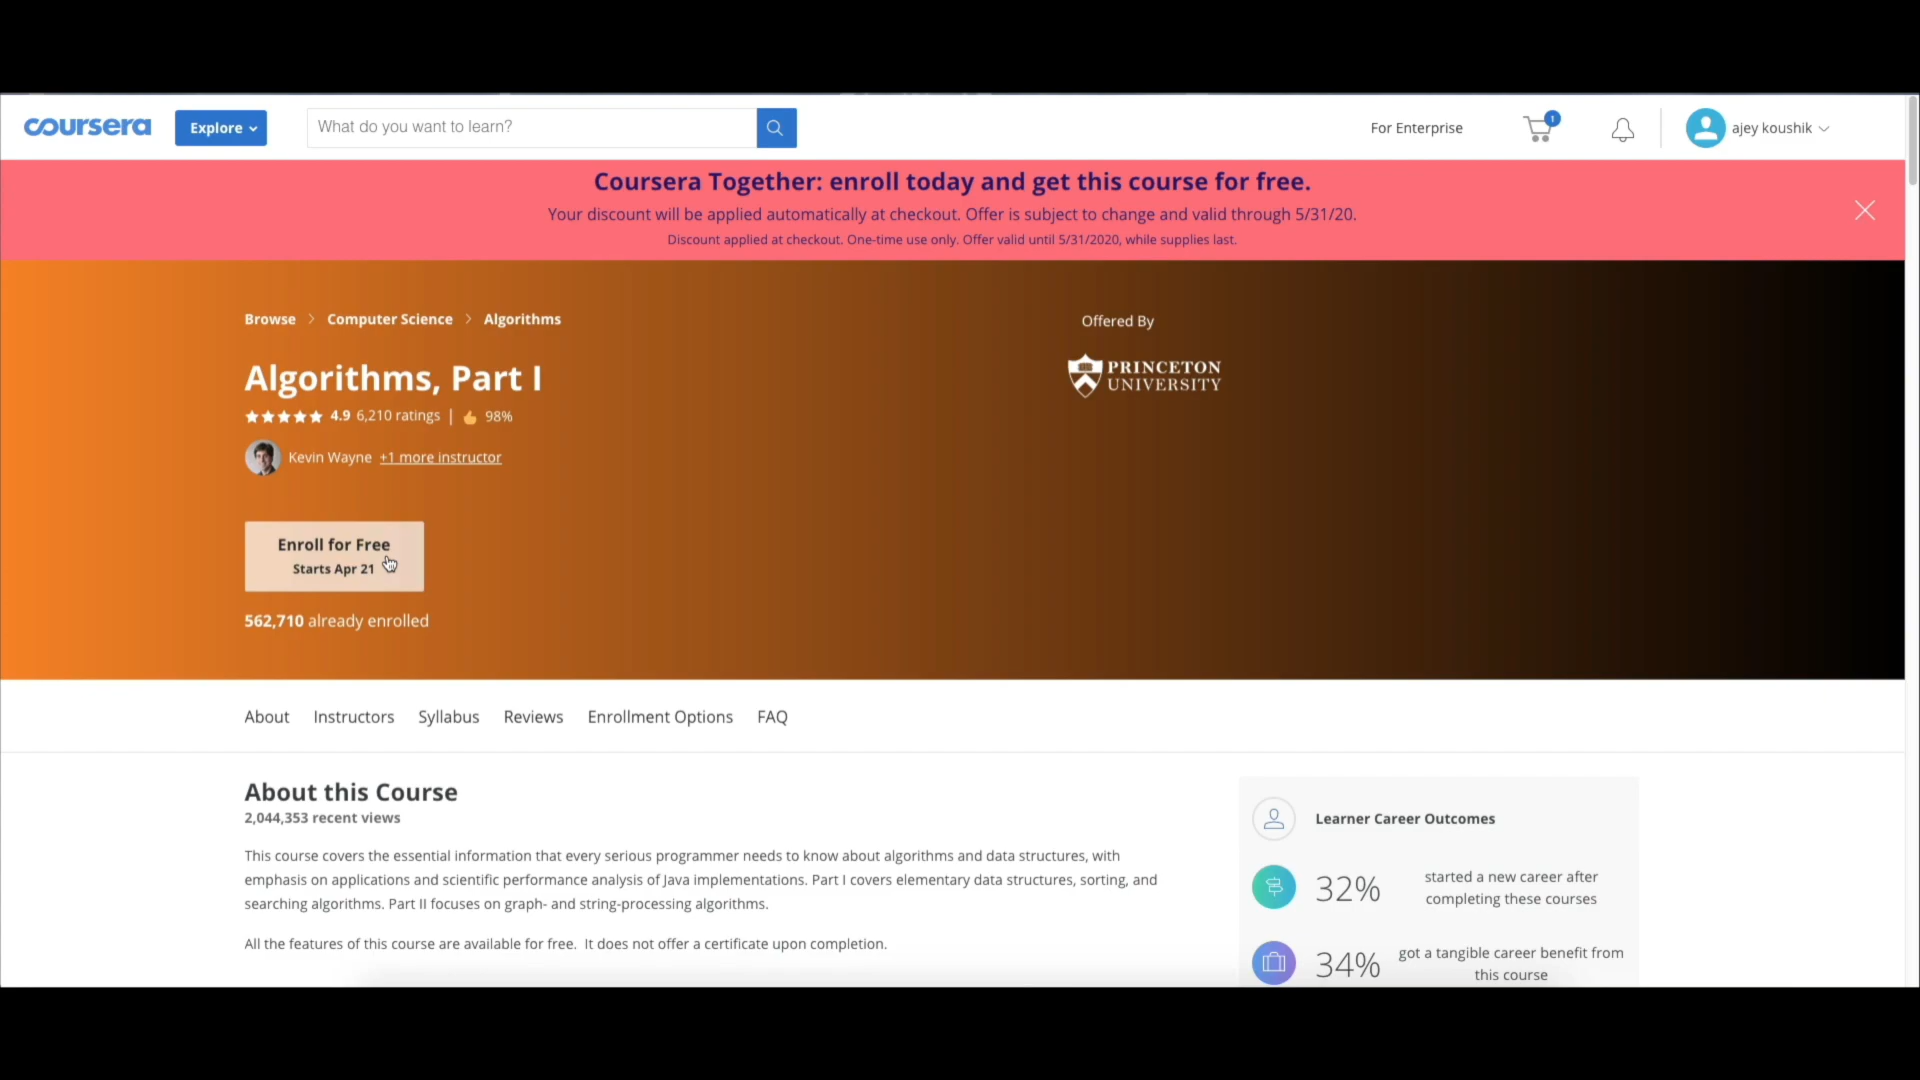 coursera
Explore
What do you want to learn?
For Enterprise
1
ajey koushik
Coursera Together: enroll today and get this course for free.
Your discount will be applied automatically at checkout. Offer is subject to change and valid through 5/31/20.
Discount applied at checkout. One-time use only. Offer valid until 5/31/2020, while supplies last.
Browse > Computer Science > Algorithms
Offered By
PRINCETON
UNIVERSITY
Algorithms, Part I
4.9 6,210 ratings | 98%
Kevin Wayne +1 more instructor
Enroll for Free
Starts Apr 21
562,710 already enrolled
About Instructors Syllabus Reviews Enrollment Options FAQ
About this Course
2,044,353 recent views
This course covers the essential information that every serious programmer needs to know about algorithms and data structures, with
emphasis on applications and scientific performance analysis of Java implementations. Part I covers elementary data structures, sorting, and
searching algorithms. Part II focuses on graph- and string-processing algorithms.
All the features of this course are available for free.  It does not offer a certificate upon completion.
Learner Career Outcomes
32%
started a new career after
completing these courses
34%
got a tangible career benefit from
this course